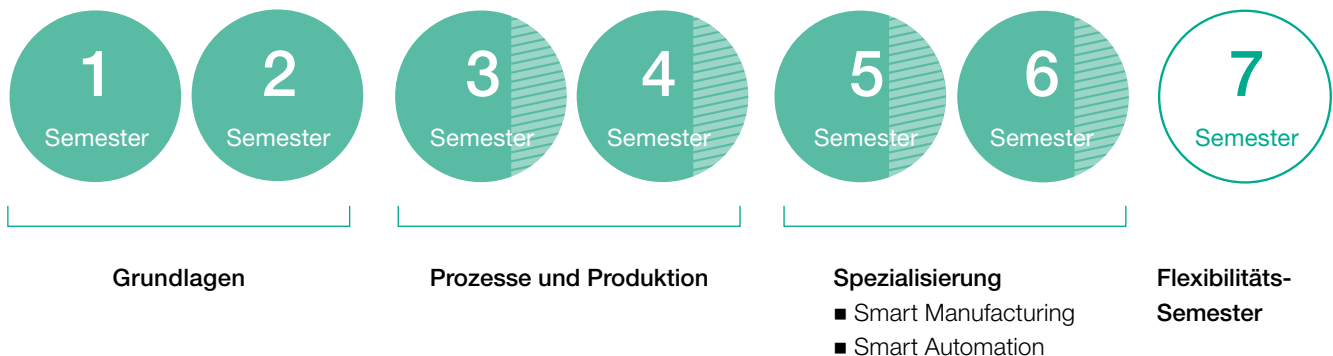 1 2 3 4 5 6 7
Semester Semester Semester Semester Semester Semester Semester
Grundlagen
Prozesse und Produktion
Spezialisierung
■ Smart Manufacturing
■ Smart Automation
Flexibilitäts-
Semester